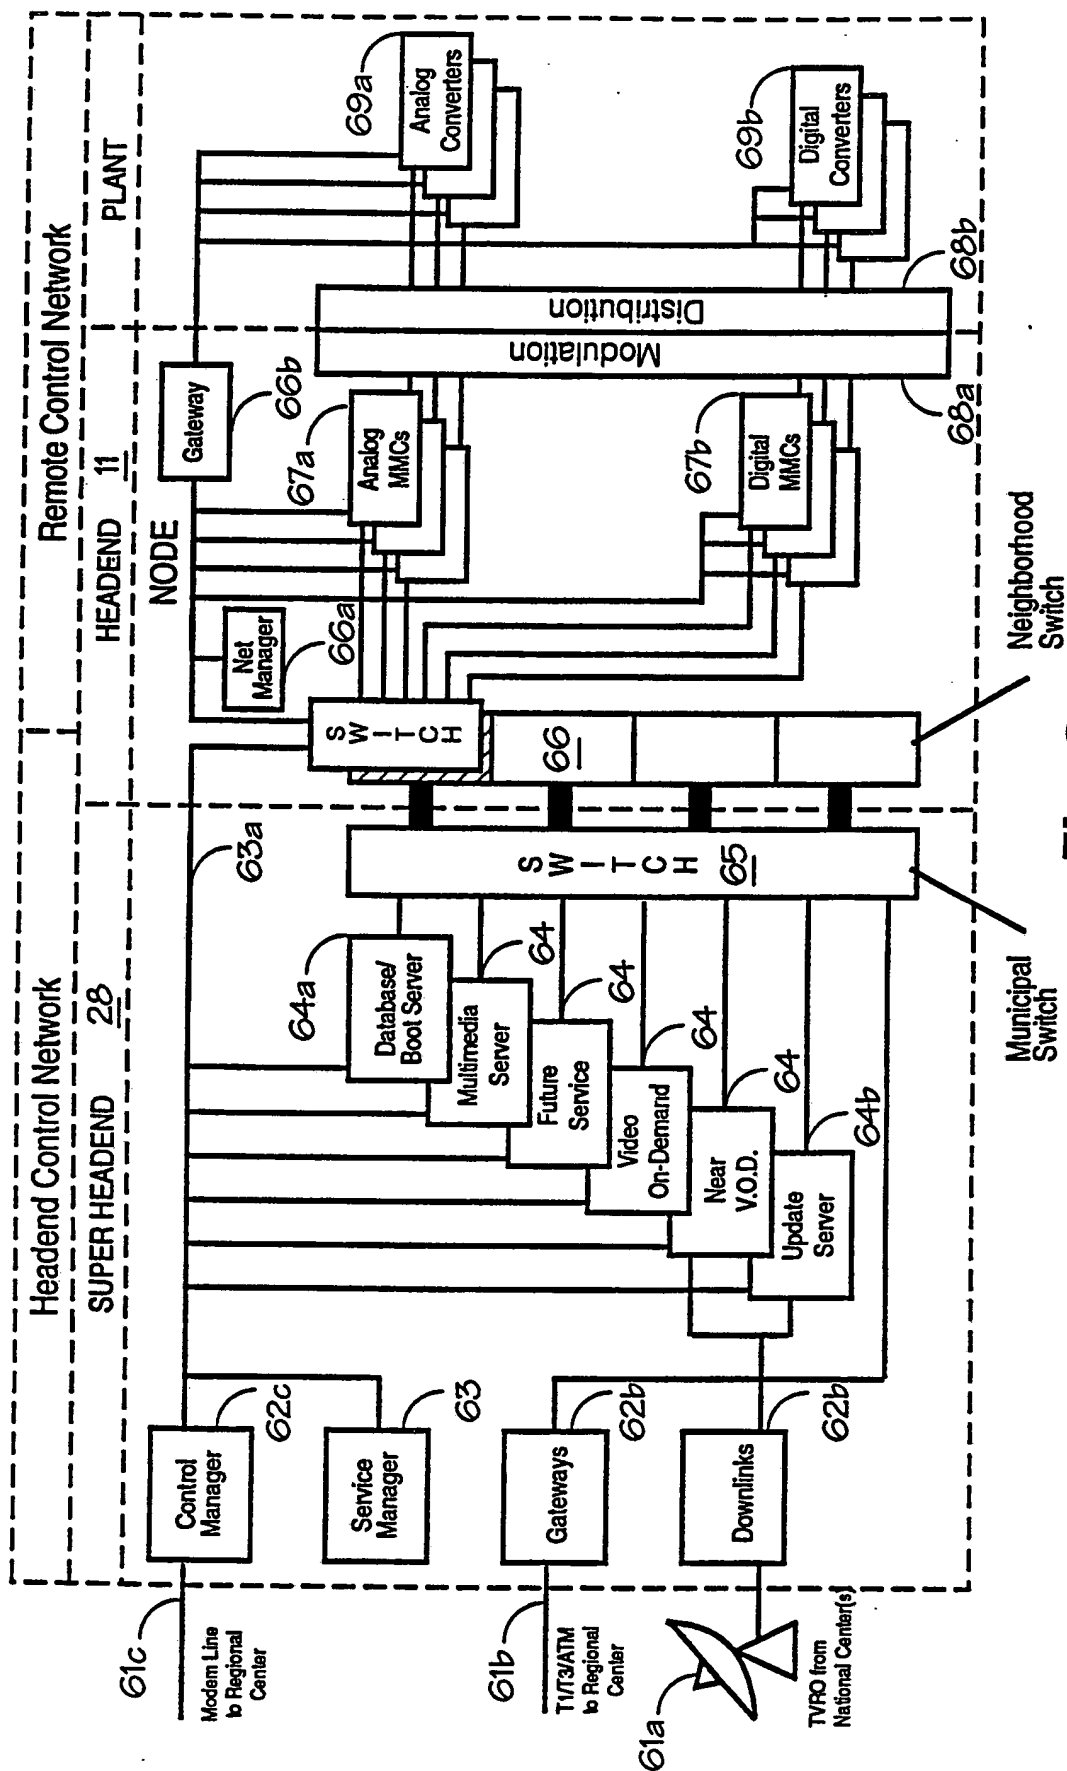 Headend Control Network
Remote Control Network
SUPER HEADEND
28
HEADEND
11
PLANT
NODE
61c
Modem Line
to Regional
Center
Control
Manager
62c
63a
Service
Manager
63
61b
T1/T3/ATM
to Regional
Center
Gateways
62b
61a
TVRO from
National Center(s)
Downlinks
62b
64a
Database/
Boot Server
Multimedia
Server
64
Future
Service
64
Video
On-Demand
64
Near
V.O.D.
64
Update
Server
64b
SWITCH
65
Municipal
Switch
SWITCH
66
Neighborhood
Switch
Net
Manager
66a
Gateway
66b
67a
Analog
MMCs
67b
Digital
MMCs
Modulation
68a
Distribution
68b
69a
Analog
Converters
69b
Digital
Converters